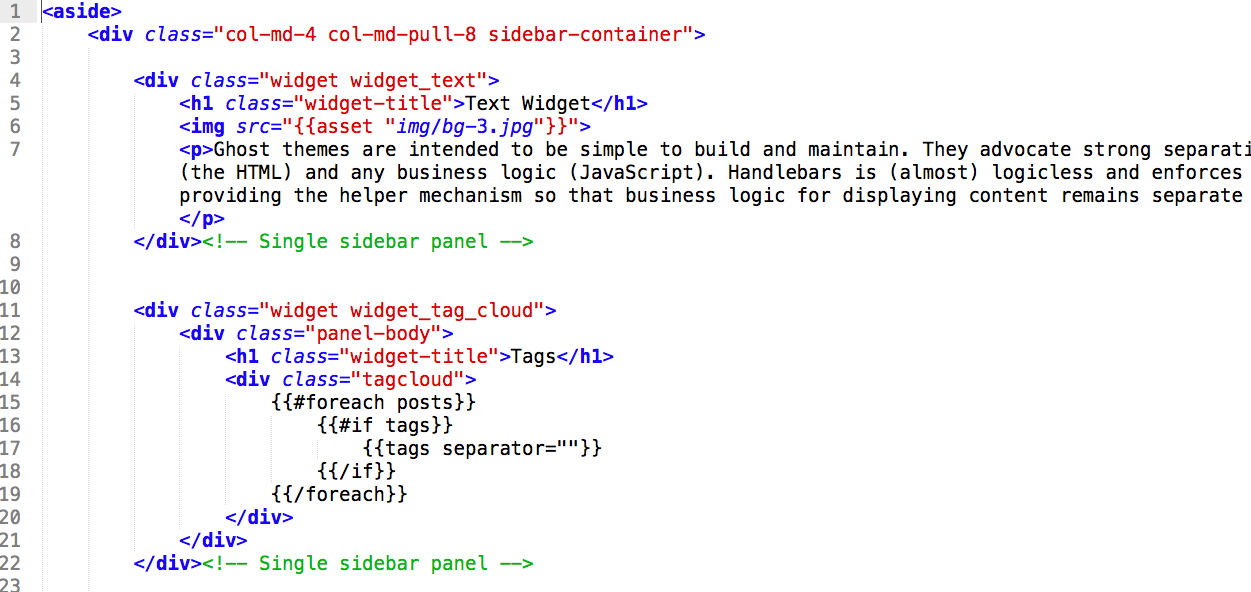 1 <aside>
2 <div class="col-md-4 col-md-pull-8 sidebar-container">
3
4 <div class="widget widget_text">
5 <h1 class="widget-title">Text Widget</h1>
6 <img src="{{asset "img/bg-3.jpg"}}">
7 <p>Ghost themes are intended to be simple to build and maintain. They advocate strong separati
(the HTML) and any business logic (JavaScript). Handlebars is (almost) logicless and enforces
providing the helper mechanism so that business logic for displaying content remains separate
</p>
8 </div><!-- Single sidebar panel -->
9
10
11 <div class="widget widget_tag_cloud">
12 <div class="panel-body">
13 <h1 class="widget-title">Tags</h1>
14 <div class="tagcloud">
15 {{#foreach posts}}
16 {{#if tags}}
17 {{tags separator=""}}
18 {{/if}}
19 {{/foreach}}
20 </div>
21 </div>
22 </div><!-- Single sidebar panel -->
23